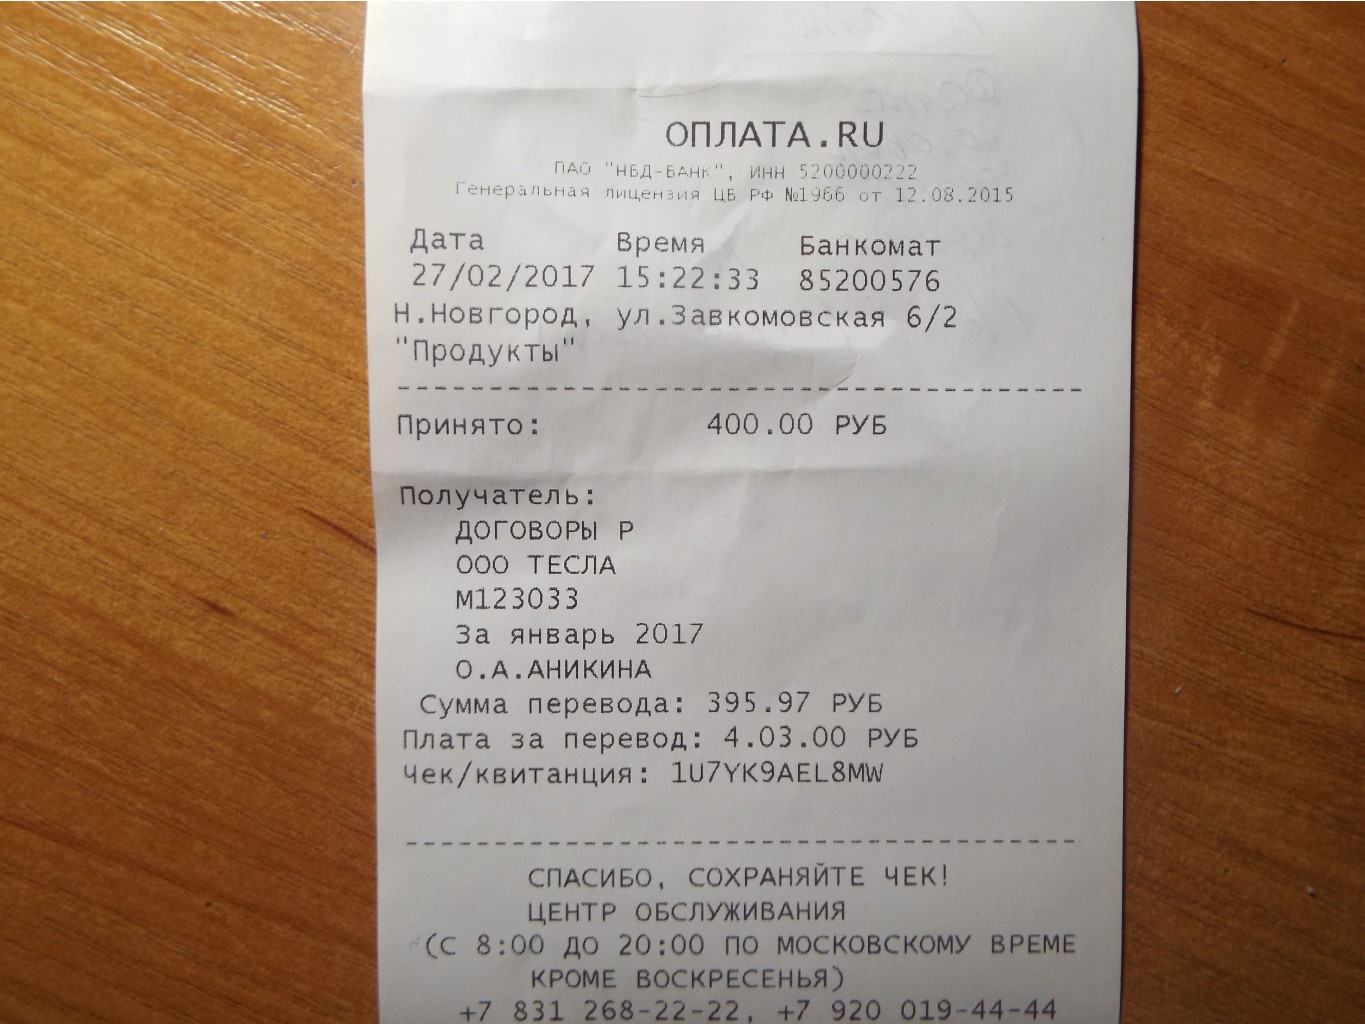 ОПЛАТА.RU
ПАО "НБД-БАНК", ИНН 5200000222
Генеральная лицензия ЦБ РФ №1966 от 12.08.2015
Дата Время Банкомат
27/02/2017 15:22:33 85200576
Н.Новгород, ул.Завкомовская 6/2
"Продукты"
Принято: 400.00 РУБ
Получатель:
ДОГОВОРЫ Р
ООО ТЕСЛА
М123033
За январь 2017
О.А.АНИКИНА
Сумма перевода: 395.97 РУБ
Плата за перевод: 4.03.00 РУБ
Чек/квитанция: 1U7YK9AEL8MW
СПАСИБО, СОХРАНЯЙТЕ ЧЕК!
ЦЕНТР ОБСЛУЖИВАНИЯ
(С 8:00 ДО 20:00 ПО МОСКОВСКОМУ ВРЕМЕ
КРОМЕ ВОСКРЕСЕНЬЯ)
+7 831 268-22-22, +7 920 019-44-44